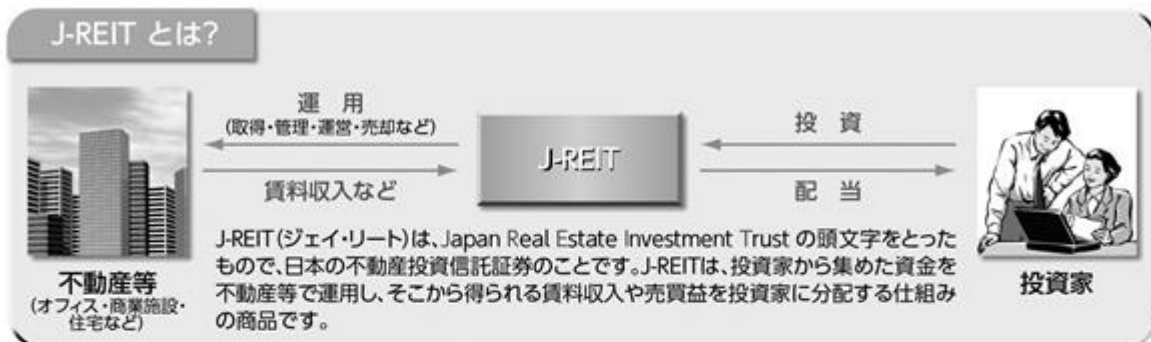 J-REIT とは?
運 用
(取得・管理・運営・売却など)
投 資
J-REIT
賃料収入など
配 当
J-REIT(ジェイ・リート)は、Japan Real Estate Investment Trust の頭文字をとった
もので、日本の不動産投資信託証券のことです。J-REITは、投資家から集めた資金を
不動産等で運用し、そこから得られる賃料収入や売買益を投資家に分配する仕組み
の商品です。
不動産等
(オフィス・商業施設・
住宅など)
投資家